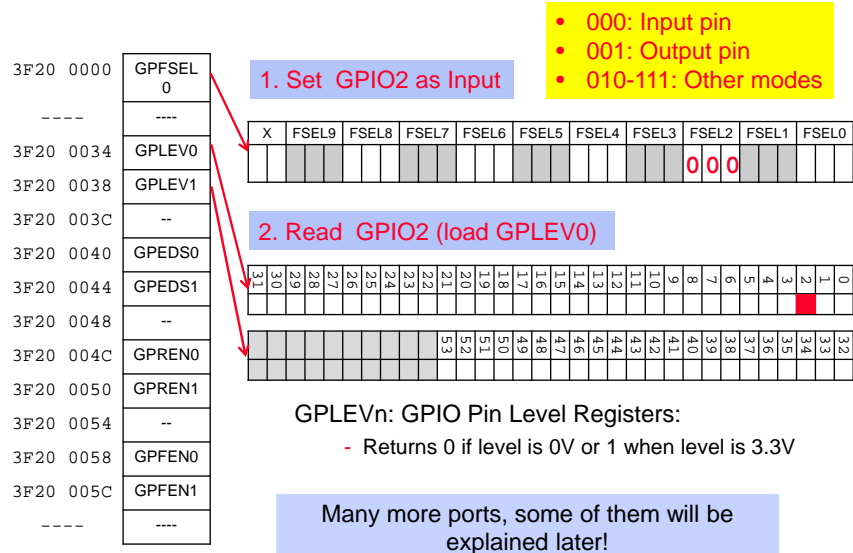 • 000: Input pin
• 001: Output pin
• 010-111: Other modes
1. Set GPIO2 as Input
3F20 0000 GPFSEL
0
---- ----
3F20 0034 GPLEV0
3F20 0038 GPLEV1
3F20 003C --
3F20 0040 GPEDS0
3F20 0044 GPEDS1
3F20 0048 --
3F20 004C GPREN0
3F20 0050 GPREN1
3F20 0054 --
3F20 0058 GPFEN0
3F20 005C GPFEN1
---- ----
X FSEL9 FSEL8 FSEL7 FSEL6 FSEL5 FSEL4 FSEL3 FSEL2 FSEL1 FSEL0
0 0 0
2. Read GPIO2 (load GPLEV0)
31 30 29 28 27 26 25 24 23 22 21 20 19 18 17 16 15 14 13 12 11 10 9 8 7 6 5 4 3 2 1 0
53 52 51 50 49 48 47 46 45 44 43 42 41 40 39 38 37 36 35 34 33 32
GPLEVn: GPIO Pin Level Registers:
- Returns 0 if level is 0V or 1 when level is 3.3V
Many more ports, some of them will be
explained later!